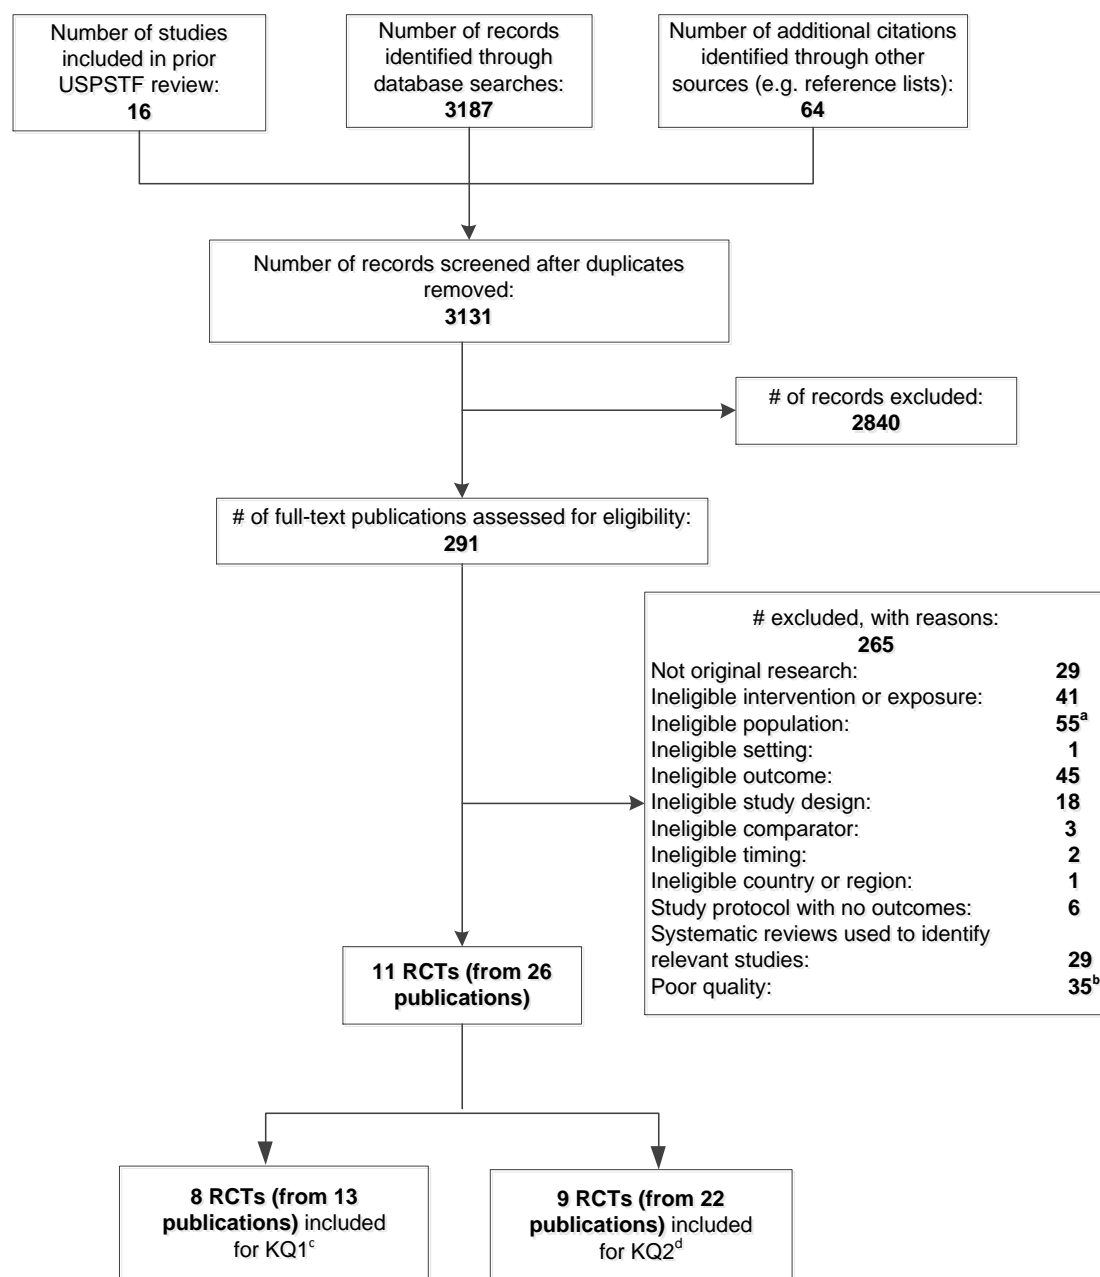 Number of studies
included in prior
USPSTF review:
16
Number of records
identified through
database searches:
3187
Number of additional citations
identified through other
sources (e.g. reference lists):
64
Number of records screened after duplicates
removed:
3131
# of records excluded:
2840
# of full-text publications assessed for eligibility:
291
# excluded, with reasons:
265
Not original research: 29
Ineligible intervention or exposure: 41
Ineligible population: 55a
Ineligible setting: 1
Ineligible outcome: 45
Ineligible study design: 18
Ineligible comparator: 3
Ineligible timing: 2
Ineligible country or region: 1
Study protocol with no outcomes: 6
Systematic reviews used to identify
relevant studies: 29
Poor quality: 35b
11 RCTs (from 26
publications)
8 RCTs (from 13
publications) included
for KQ1c
9 RCTs (from 22
publications) included
for KQ2d